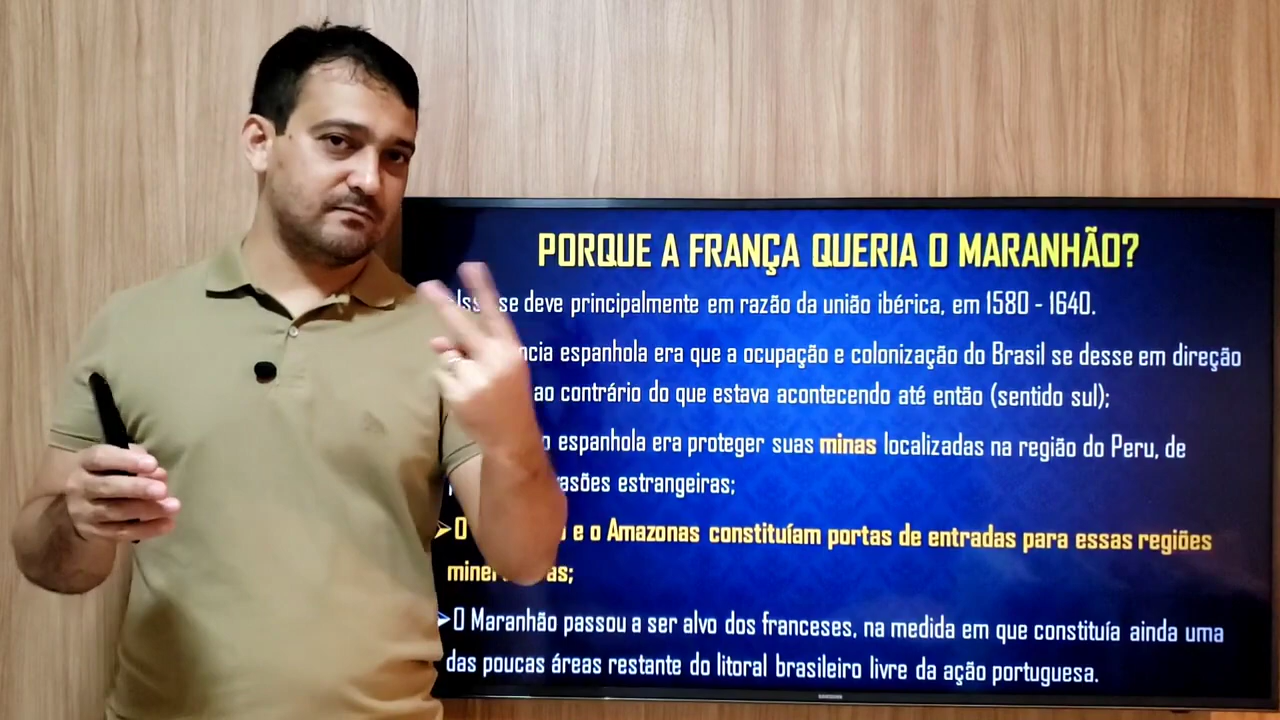 PORQUE A FRANÇA QUERIA O MARANHÃO?
se deve principalmente em razão da união ibérica, em 1580 - 1640.
espanhola era que a ocupação e colonização do Brasil se desse em direção
ao contrário do que estava acontecendo até então (sentido sul);
espanhola era proteger suas minas localizadas na região do Peru, de
estrangeiras;
➢O e o Amazonas constituíam portas de entradas para essas regiões
➢O Maranhão passou a ser alvo dos franceses, na medida em que constituía ainda uma
das poucas áreas restante do litoral brasileiro livre da ação portuguesa.
SAMSUNG